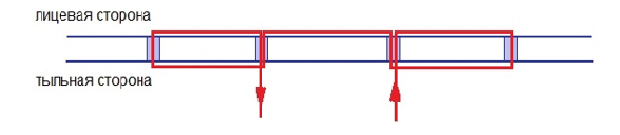 лицевая сторона
тыльная сторона